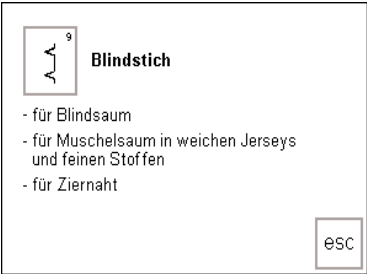 9
Blindstich
- für Blindsaum
- für Muschelsaum in weichen Jerseys
und feinen Stoffen
- für Ziernaht
esc